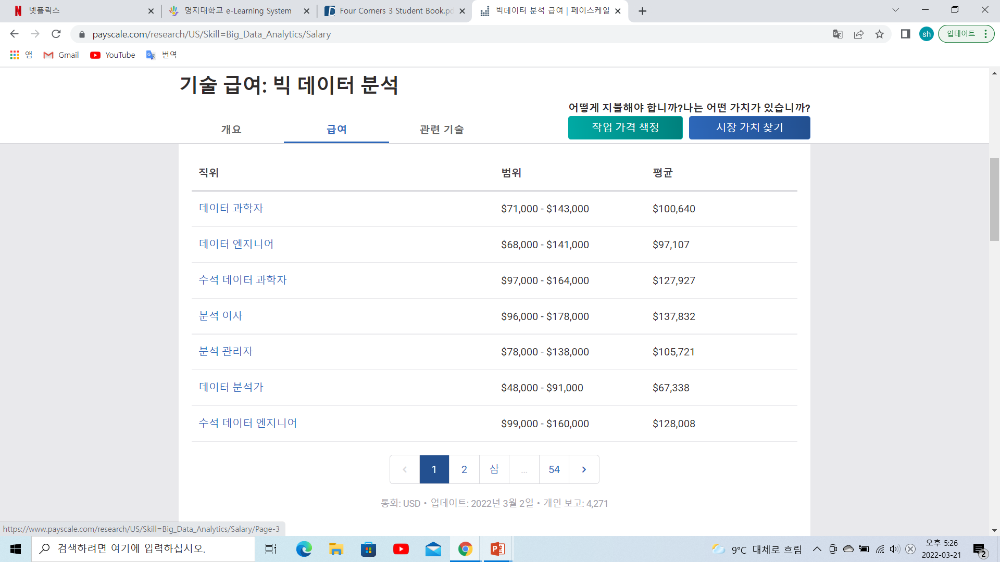 넷플릭스
명지대학교 e-Learning System
Four Corners 3 Student Book.pd
빅데이터 분석 급여 | 페이스케일
payscale.com/research/US/Skill=Big_Data_Analytics/Salary
sh
업데이트
앱
Gmail
YouTube
번역
기술 급여: 빅 데이터 분석
어떻게 지불해야 합니까?나는 어떤 가치가 있습니까?
개요
급여
관련 기술
작업 가격 책정
시장 가치 찾기
직위 범위 평균
데이터 과학자 $71,000 - $143,000 $100,640
데이터 엔지니어 $68,000 - $141,000 $97,107
수석 데이터 과학자 $97,000 - $164,000 $127,927
분석 이사 $96,000 - $178,000 $137,832
분석 관리자 $78,000 - $138,000 $105,721
데이터 분석가 $48,000 - $91,000 $67,338
수석 데이터 엔지니어 $99,000 - $160,000 $128,008
1 2 삼 ... 54
통화: USD • 업데이트: 2022년 3월 2일 • 개인 보고: 4,271
https://www.payscale.com/research/US/Skill=Big_Data_Analytics/Salary/Page-3
검색하려면 여기에 입력하십시오.
9°C 대체로 흐림
오후 5:26
2022-03-21
2